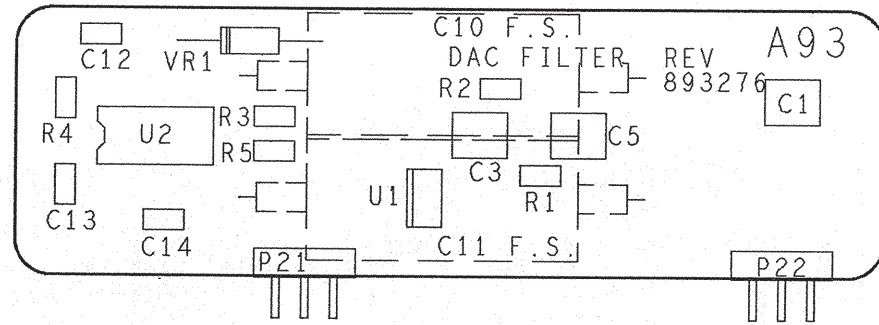 C10 F.S.
A93
C12
VR1
DAC FILTER
REV
893276
R2
C1
R4
U2
R3
R5
C5
C3
C13
U1
R1
C14
C11 F.S.
P21
P22